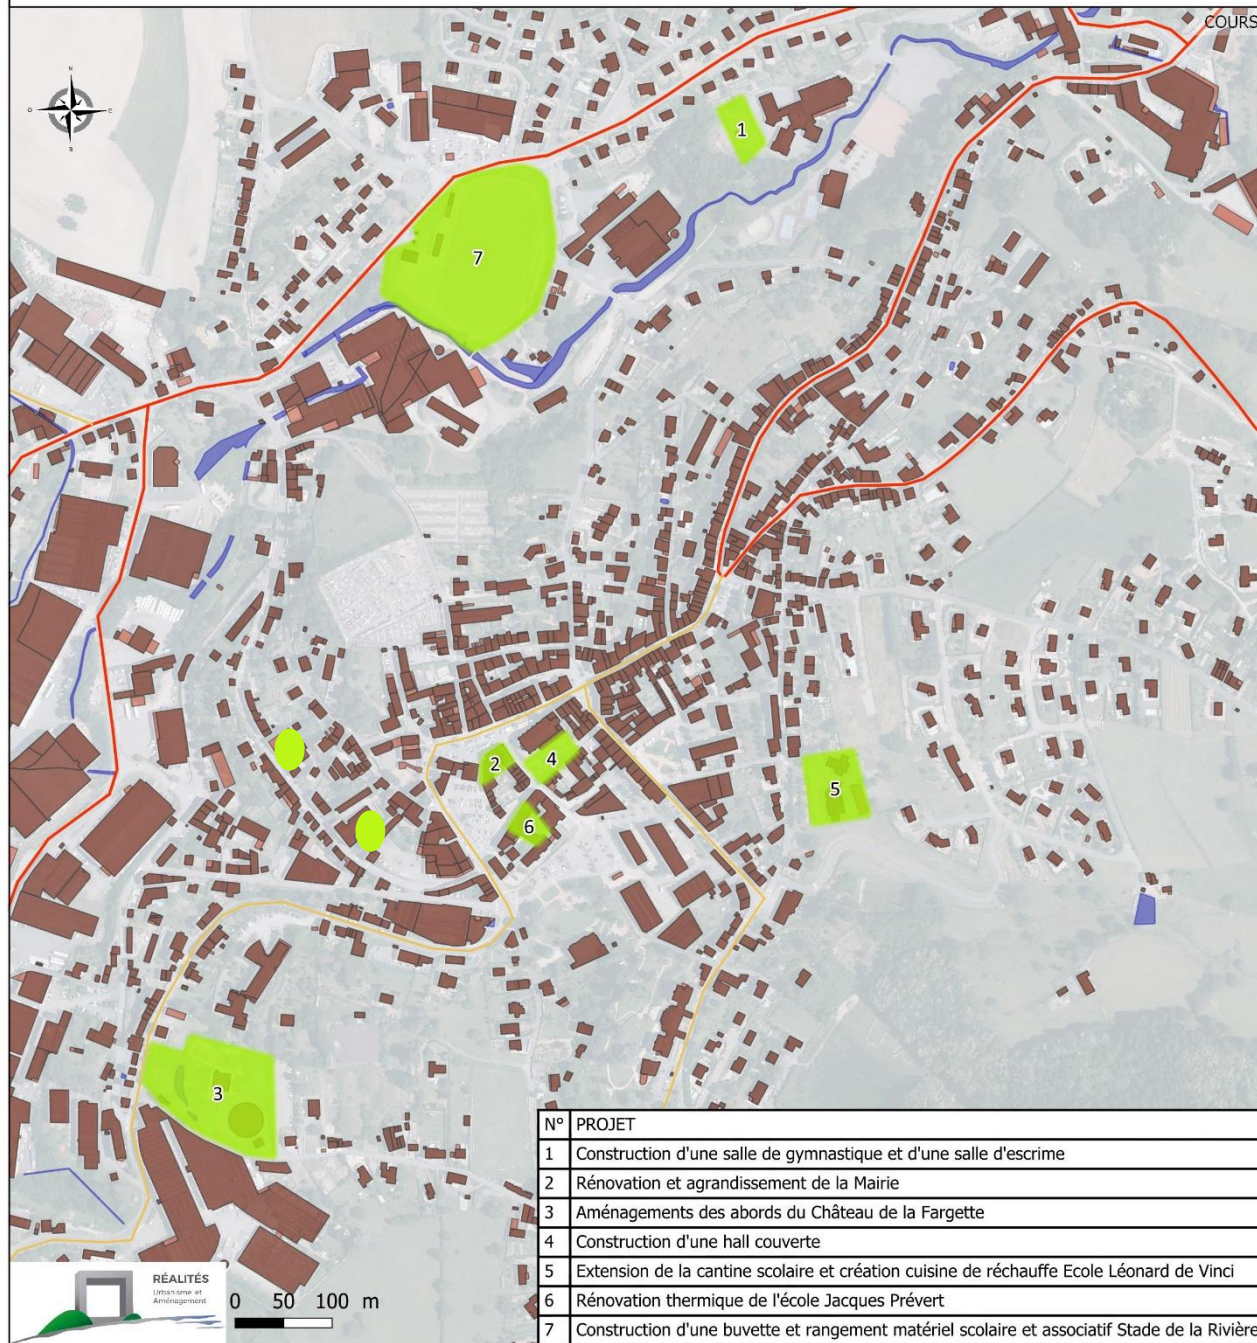 COURS
N
O
E
S
1
7
2
4
5
6
3
N° PROJET
1 Construction d'une salle de gymnastique et d'une salle d'escrime
2 Rénovation et agrandissement de la Mairie
3 Aménagements des abords du Château de la Fargette
4 Construction d'une hall couverte
5 Extension de la cantine scolaire et création cuisine de réchauffe Ecole Léonard de Vinci
6 Rénovation thermique de l'école Jacques Prévert
7 Construction d'une buvette et rangement matériel scolaire et associatif Stade de la Rivière
RÉALITÉS
Urbanisme et
Aménagement
0 50 100 m